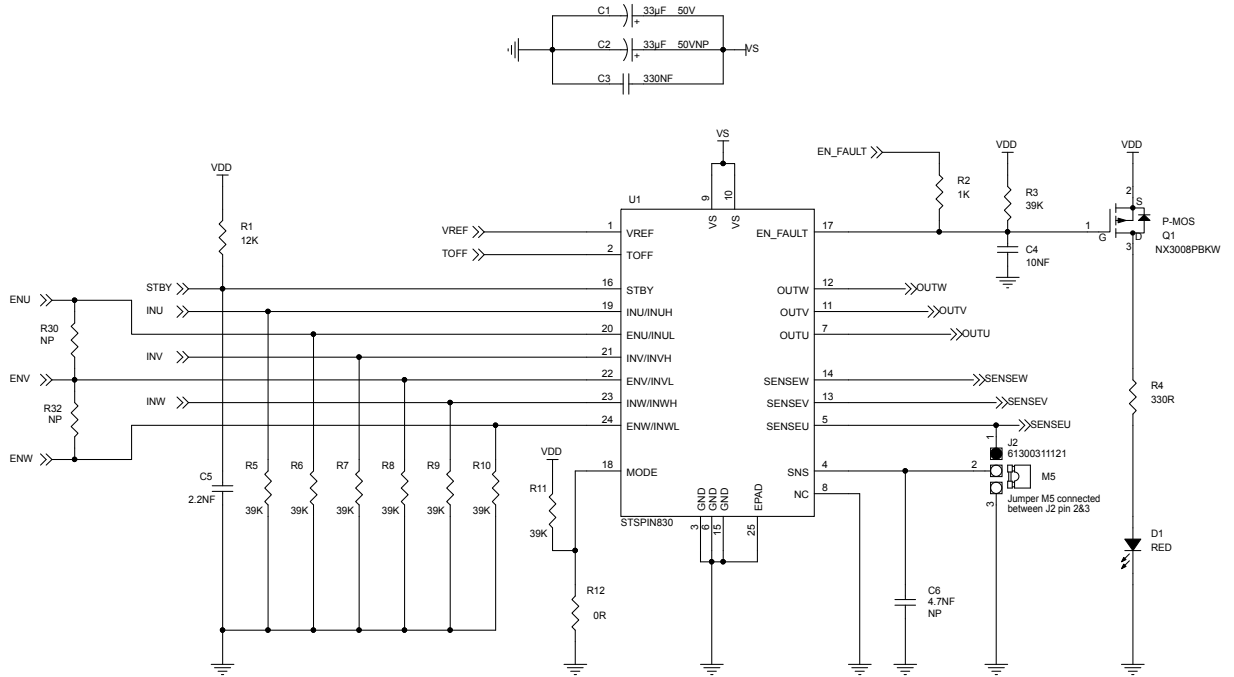 C1 33µF 50V
+
C2 33µF 50VNP
+
VS
C3 330NF
VS
VDD
R1
12K
U1
9
VS
10
VS
EN_FAULT
R2
1K
VDD
R3
39K
VDD
2
S
1
G
D
3
P-MOS
Q1
NX3008PBKW
C4
10NF
VREF 1 VREF
TOFF 2 TOFF
STBY 16 STBY
INU 19 INU/INUH
ENU 20 ENU/INUL
INV 21 INV/INVH
ENV 22 ENV/INVL
INW 23 INW/INWH
ENW 24 ENW/INWL
18 MODE
R30
NP
R32
NP
EN_FAULT 17
OUTW 12 OUTW
OUTV 11 OUTV
OUTU 7 OUTU
SENSEW 14 SENSEW
SENSEV 13 SENSEV
SENSEU 5 SENSEU
SNS 4
NC 8
R4
330R
1
J2
61300311121
2
M5
3
Jumper M5 connected
between J2 pin 2&3
C5
2.2NF
R5
39K
R6
39K
R7
39K
R8
39K
R9
39K
R10
39K
VDD
R11
39K
R12
0R
STSPIN830
3
GND
6
GND
15
GND
25
EPAD
C6
4.7NF
NP
D1
RED